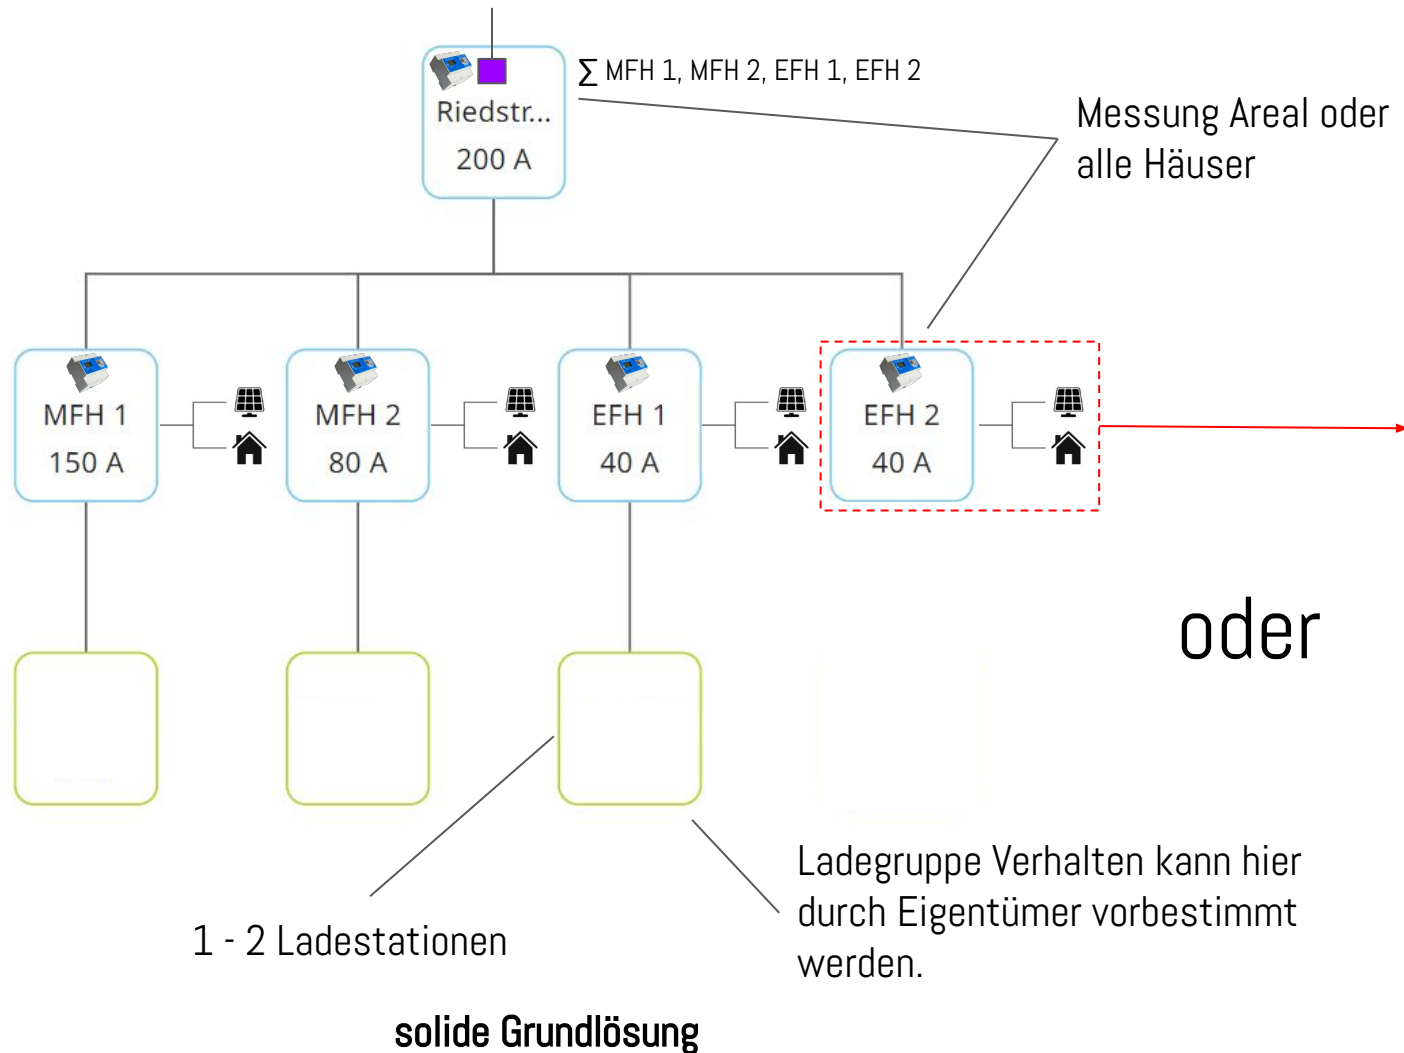 ∑ MFH 1, MFH 2, EFH 1, EFH 2
Riedstr...
200 A
Messung Areal oder
alle Häuser
MFH 1
150 A
MFH 2
80 A
EFH 1
40 A
EFH 2
40 A
oder
1 - 2 Ladestationen
Ladegruppe Verhalten kann hier
durch Eigentümer vorbestimmt
werden.
solide Grundlösung